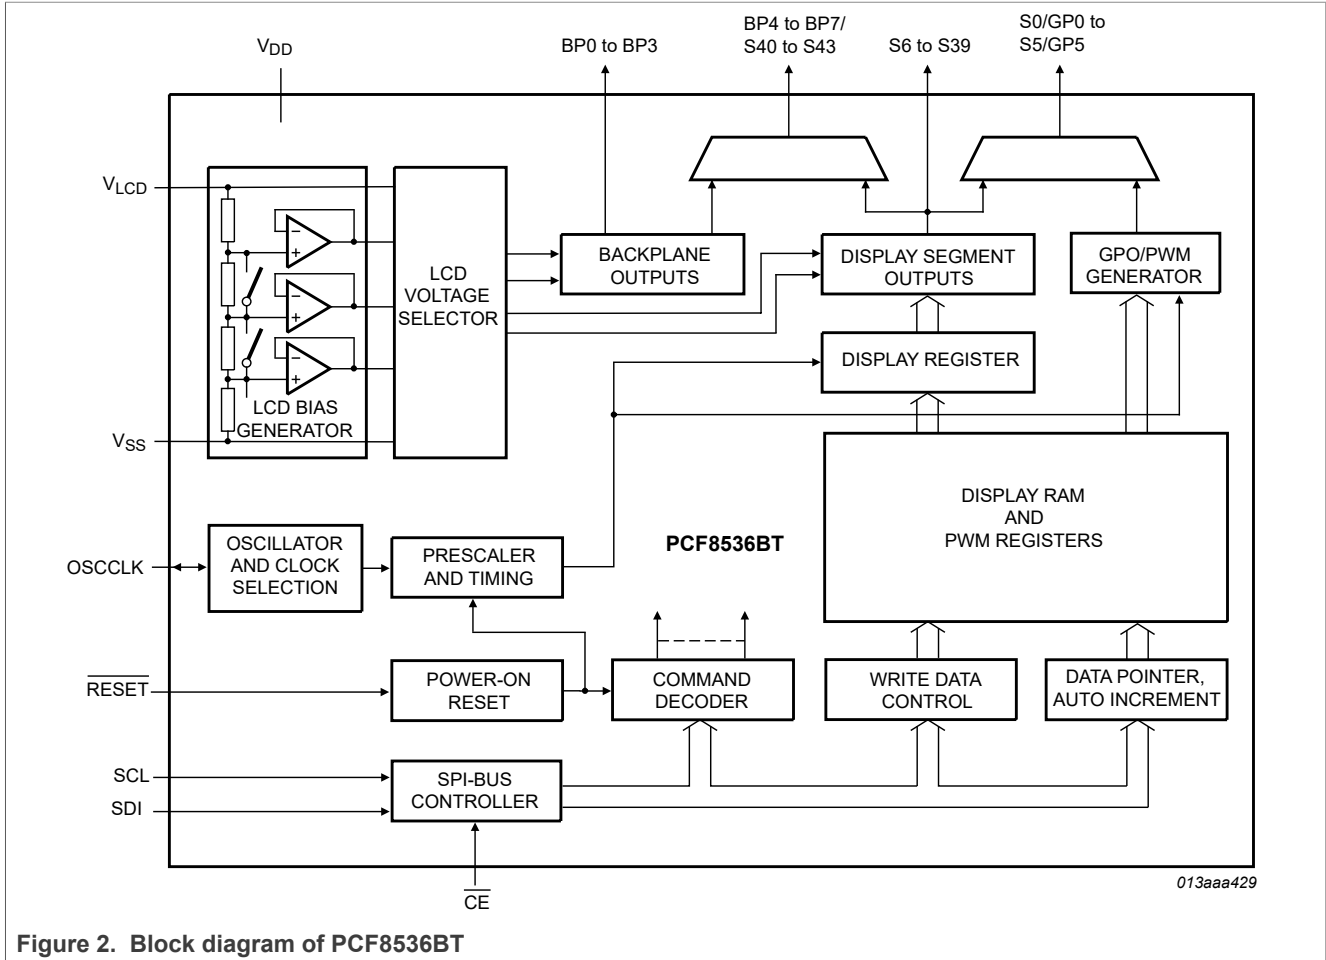 V_DD
BP0 to BP3
BP4 to BP7/
S40 to S43
S6 to S39
S0/GP0 to
S5/GP5
V_LCD
LCD BIAS
GENERATOR
V_SS
LCD
VOLTAGE
SELECTOR
BACKPLANE
OUTPUTS
DISPLAY SEGMENT
OUTPUTS
GPO/PWM
GENERATOR
DISPLAY REGISTER
DISPLAY RAM
AND
PWM REGISTERS
PCF8536BT
OSCCLK
OSCILLATOR
AND CLOCK
SELECTION
PRESCALER
AND TIMING
RESET
POWER-ON
RESET
COMMAND
DECODER
WRITE DATA
CONTROL
DATA POINTER,
AUTO INCREMENT
SCL
SDI
SPI-BUS
CONTROLLER
CE
013aaa429
Figure 2. Block diagram of PCF8536BT